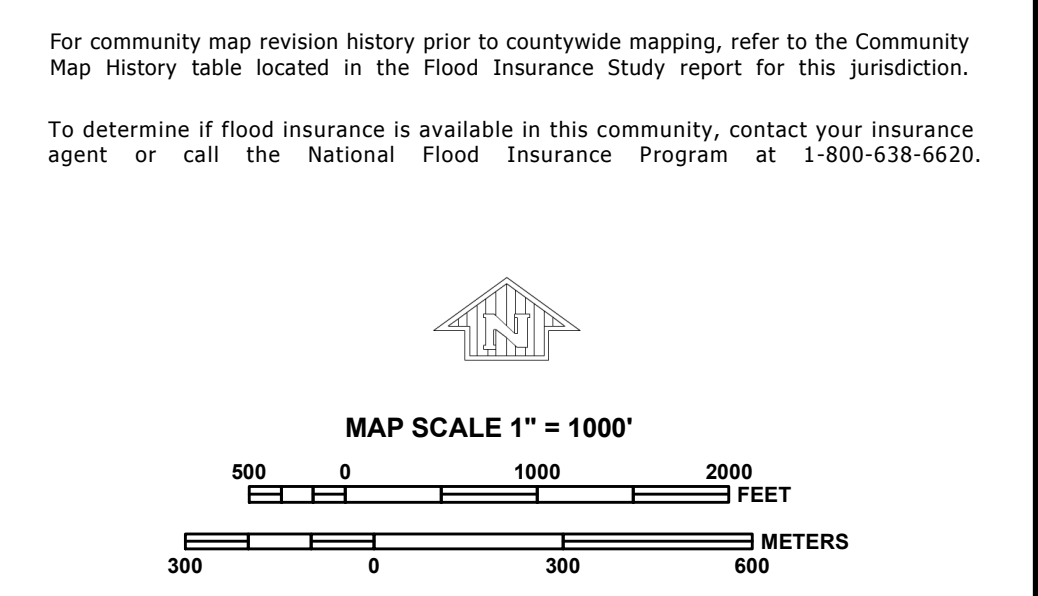 For community map revision history prior to countywide mapping, refer to the Community
Map History table located in the Flood Insurance Study report for this jurisdiction.
To determine if flood insurance is available in this community, contact your insurance
agent or call the National Flood Insurance Program at 1-800-638-6620.
N
MAP SCALE 1" = 1000'
500 0 1000 2000
FEET
METERS
300 0 300 600